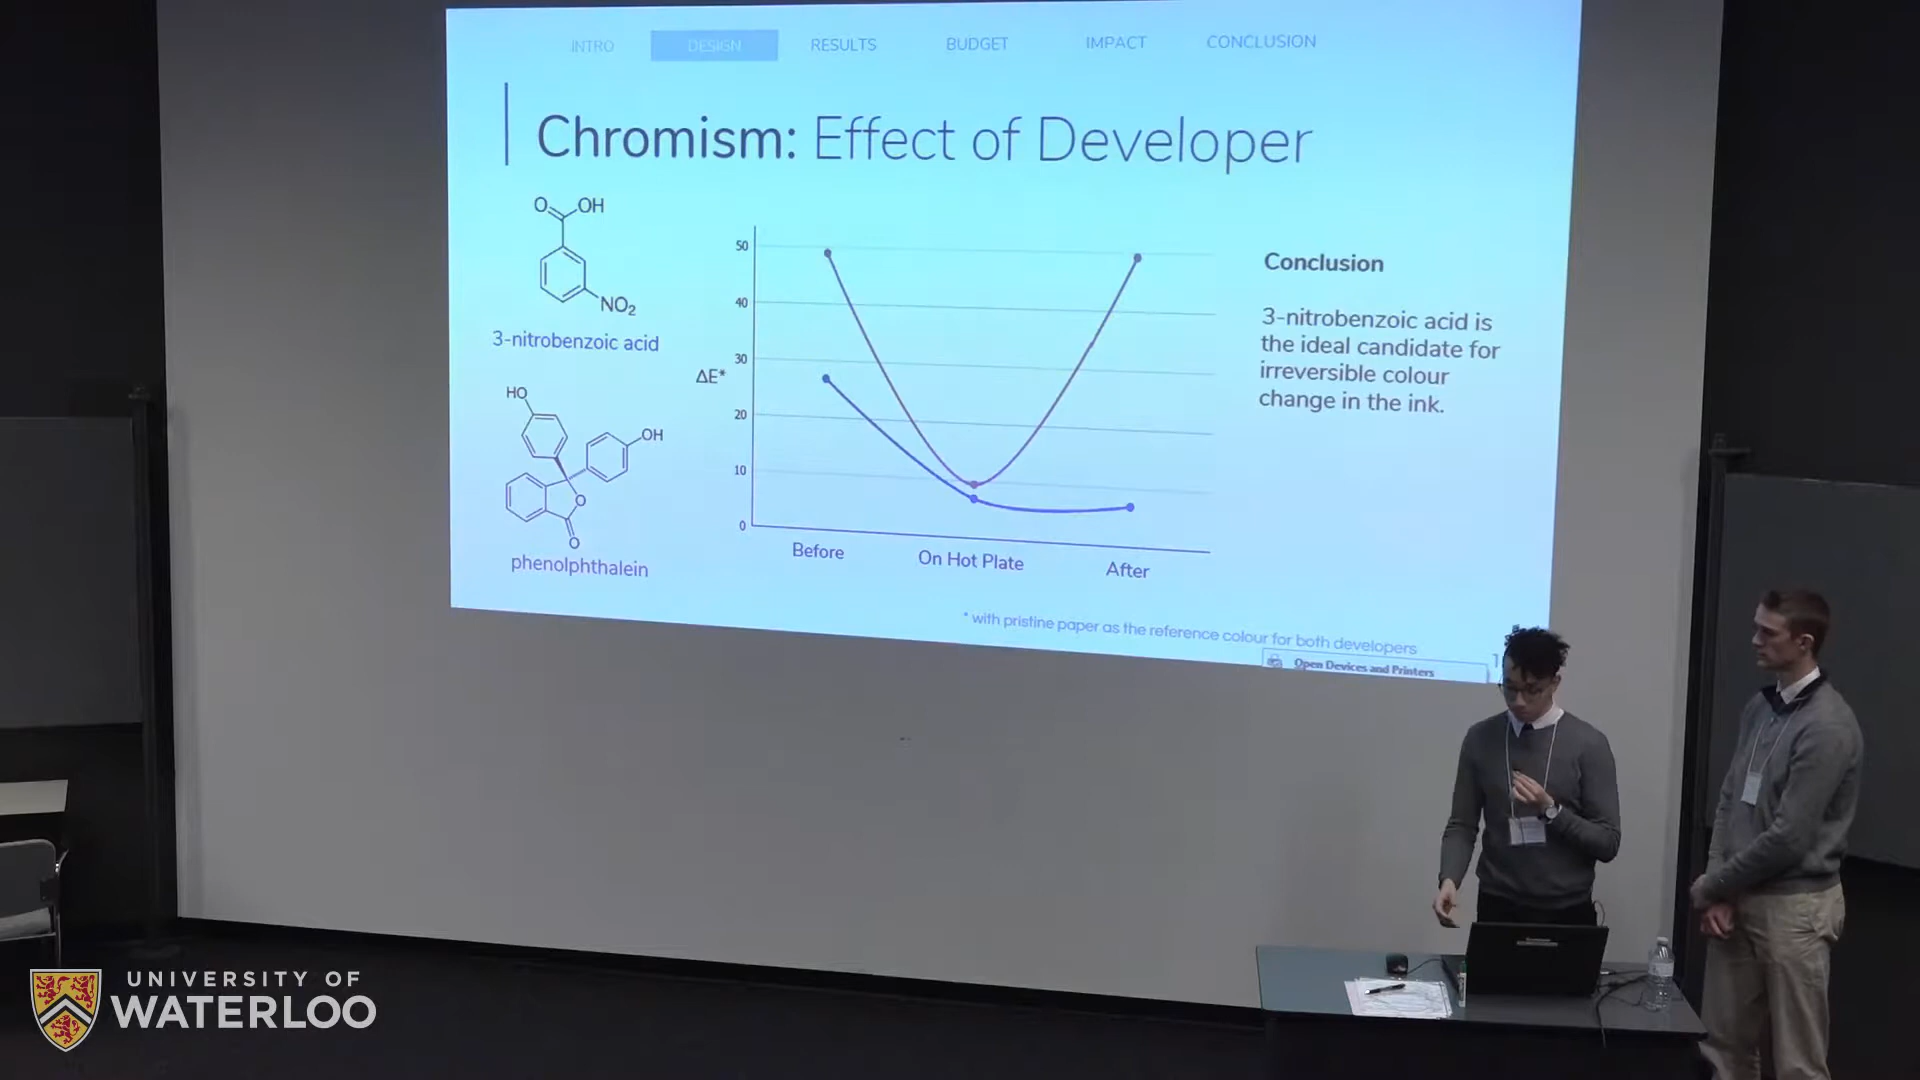 INTRO DESIGN RESULTS BUDGET IMPACT CONCLUSION
Chromism: Effect of Developer
O OH
NO2
3-nitrobenzoic acid
HO
OH
O
O
phenolphthalein
50
40
30
ΔE*
20
10
0
Before On Hot Plate After
Conclusion
3-nitrobenzoic acid is
the ideal candidate for
irreversible colour
change in the ink.
* with pristine paper as the reference colour for both developers
Open Devices and Printers
UNIVERSITY OF
WATERLOO